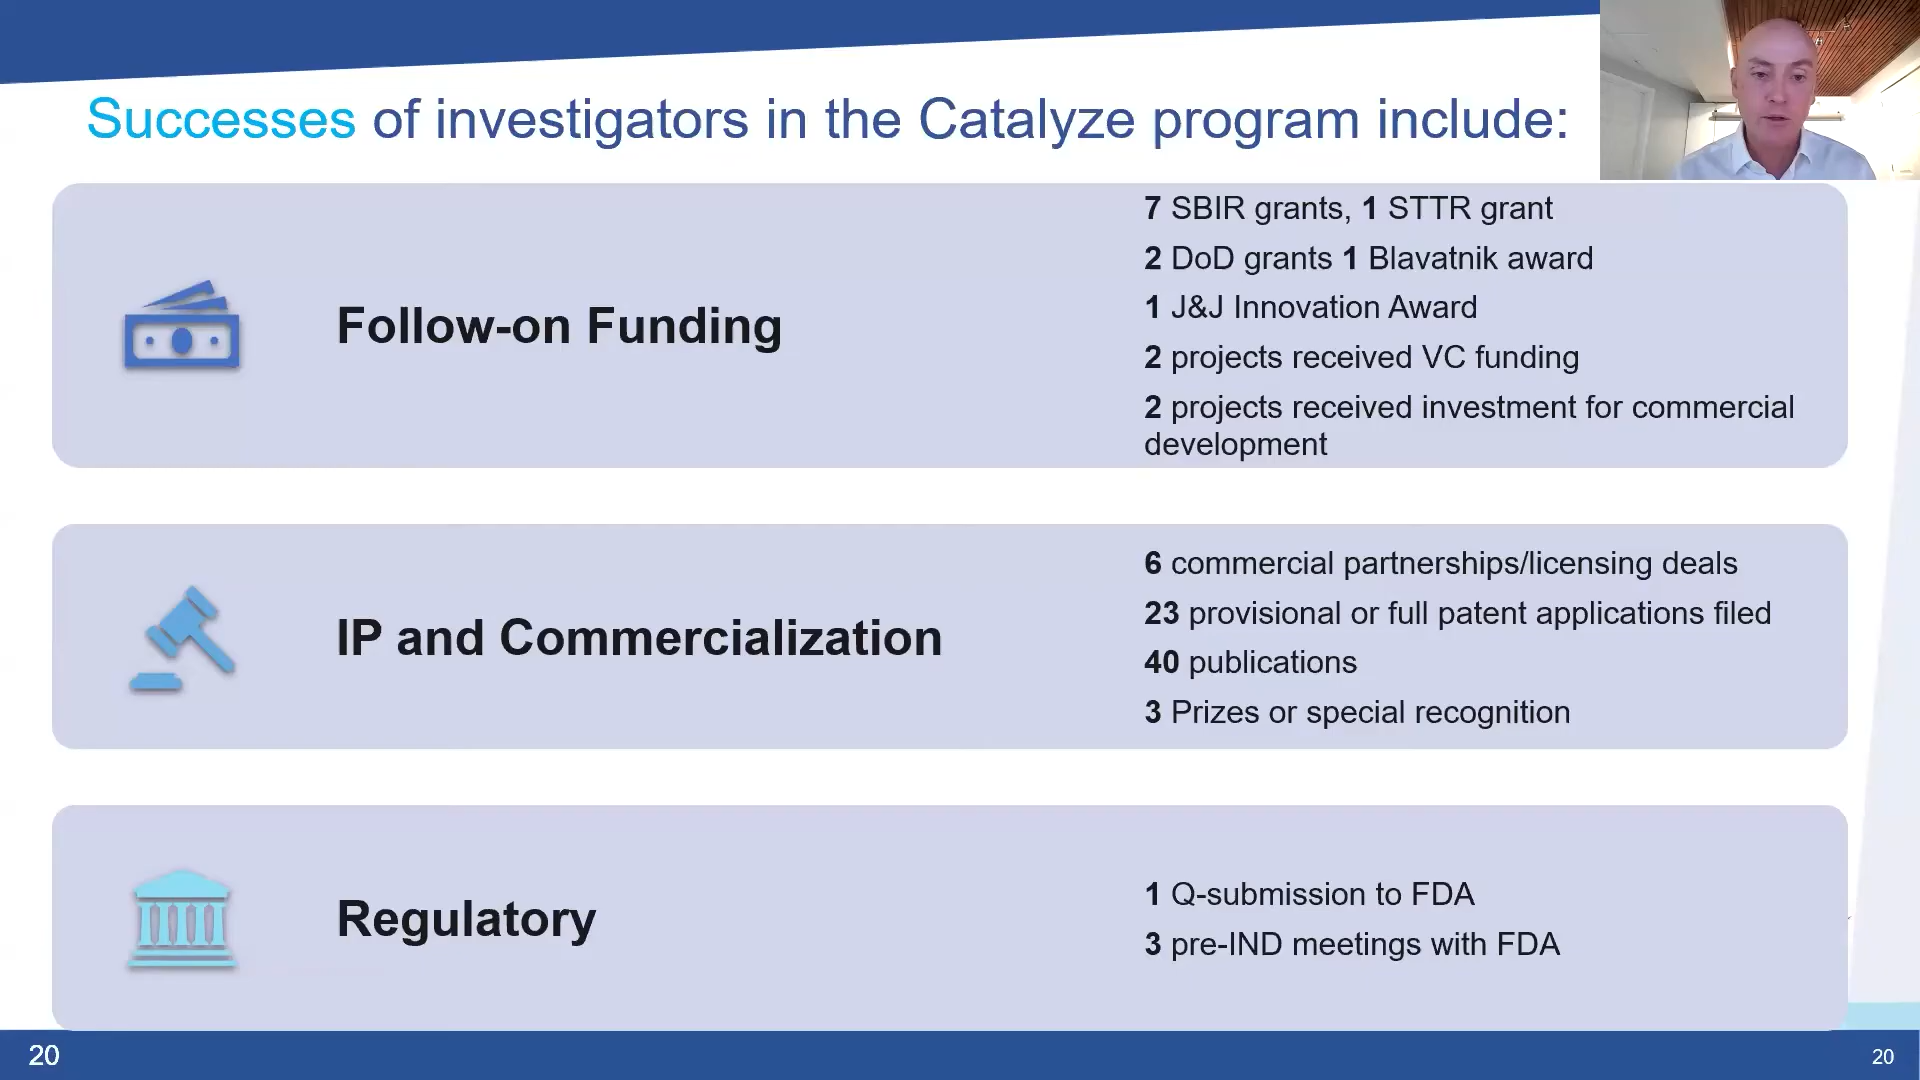 Successes of investigators in the Catalyze program include:
Follow-on Funding
7 SBIR grants, 1 STTR grant
2 DoD grants 1 Blavatnik award
1 J&J Innovation Award
2 projects received VC funding
2 projects received investment for commercial
development
IP and Commercialization
6 commercial partnerships/licensing deals
23 provisional or full patent applications filed
40 publications
3 Prizes or special recognition
Regulatory
1 Q-submission to FDA
3 pre-IND meetings with FDA
20
20